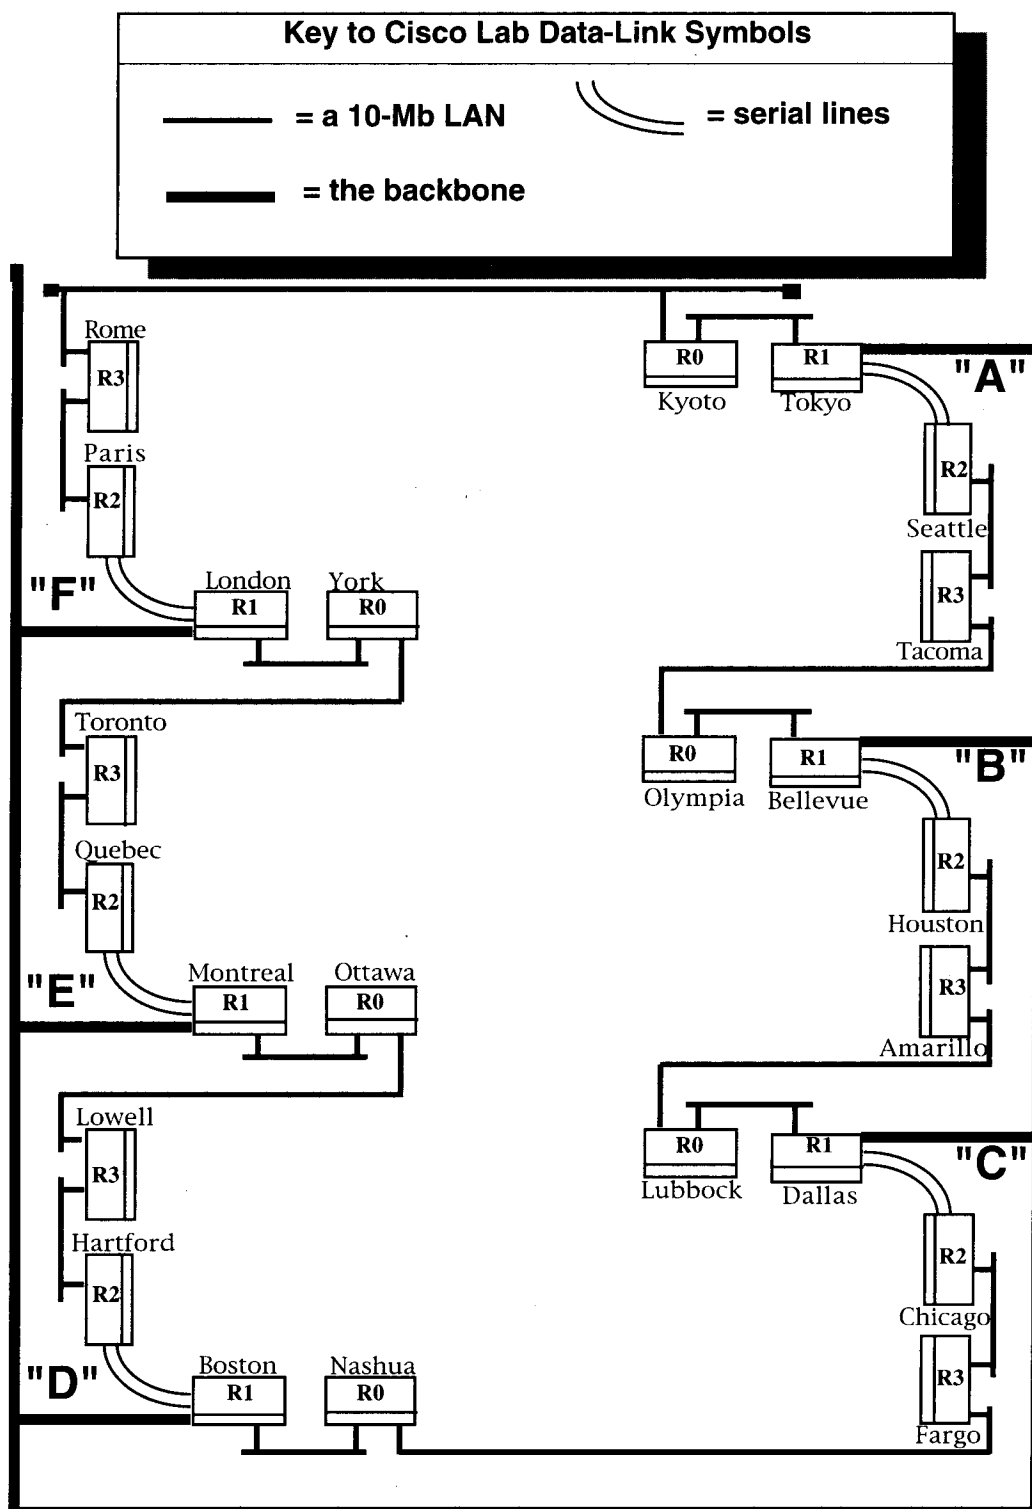 Key to Cisco Lab Data-Link Symbols
= a 10-Mb LAN
= serial lines
= the backbone
Rome
R3
R0
Kyoto
R1
Tokyo
"A"
Paris
R2
R2
Seattle
"F"
London
R1
York
R0
R3
Tacoma
Toronto
R3
R0
Olympia
R1
Bellevue
"B"
Quebec
R2
R2
Houston
"E"
Montreal
R1
Ottawa
R0
R3
Amarillo
Lowell
R3
R0
Lubbock
R1
Dallas
"C"
Hartford
R2
R2
Chicago
"D"
Boston
R1
Nashua
R0
R3
Fargo